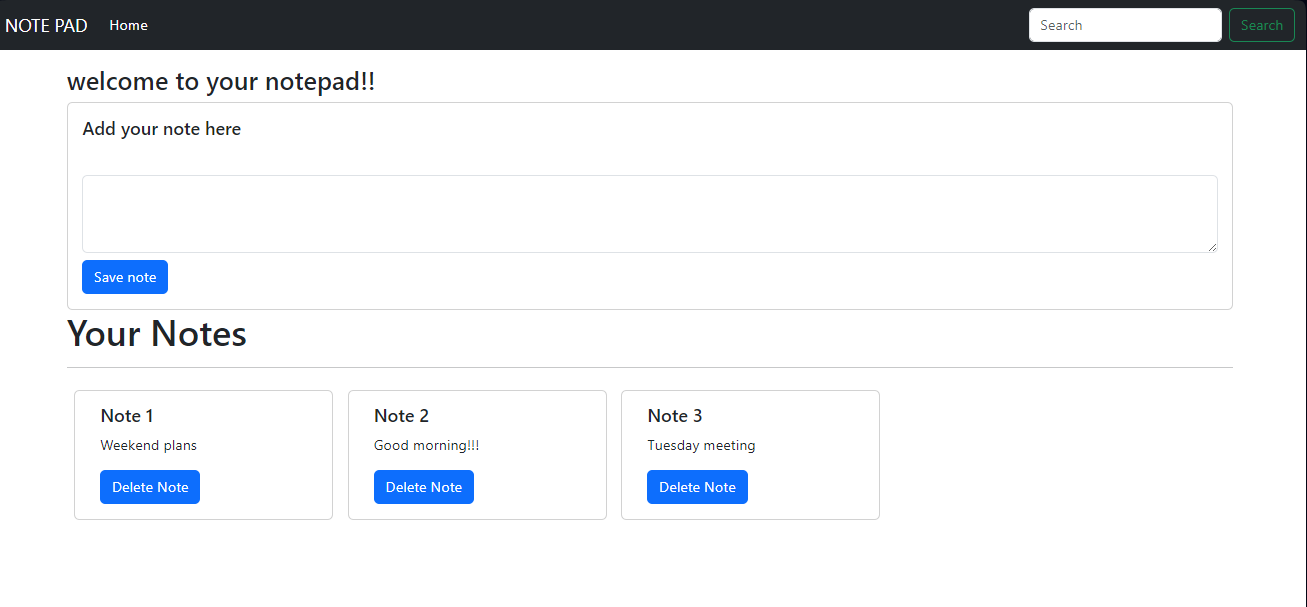 NOTE PAD Home Search Search
welcome to your notepad!!
Add your note here
Save note
Your Notes
Note 1 Note 2 Note 3
Weekend plans Good morning!!! Tuesday meeting
Delete Note Delete Note Delete Note